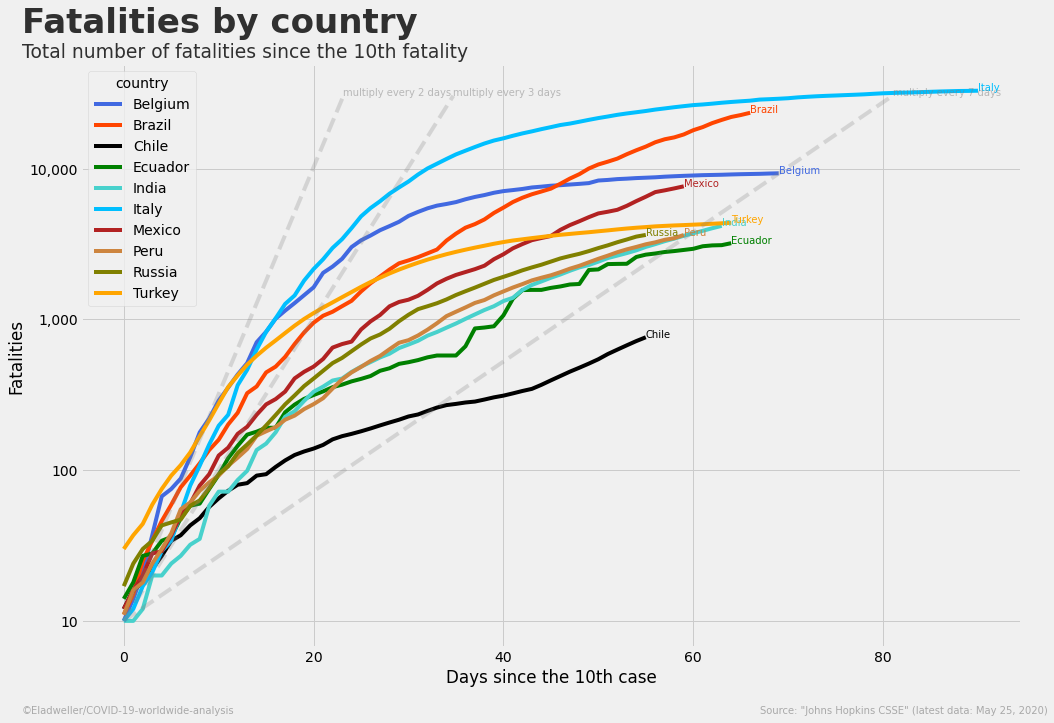 Fatalities by country
Total number of fatalities since the 10th fatality
country
Belgium
Brazil
Chile
Ecuador
India
Italy
Mexico
Peru
Russia
Turkey
multiply every 2 days
multiply every 3 days
multiply every 7 days
Italy
Brazil
Belgium
Mexico
Turkey
India
Russia
Peru
Ecuador
Chile
Fatalities
10,000
1,000
100
10
0 20 40 60 80
Days since the 10th case
©Eladweller/COVID-19-worldwide-analysis
Source: "Johns Hopkins CSSE" (latest data: May 25, 2020)